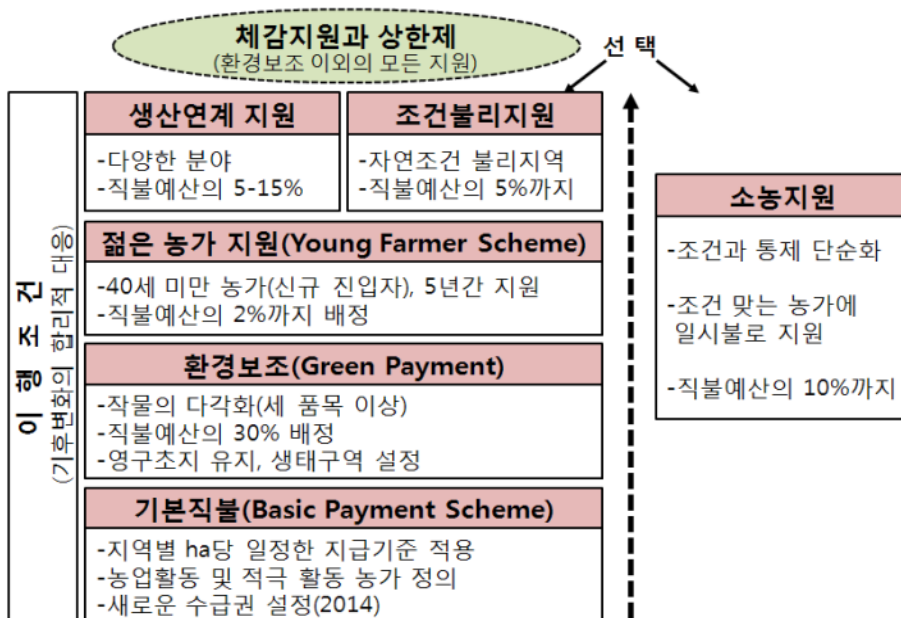 체감지원과 상한제
(환경보조 이외의 모든 지원)
선 택
이 행 조 건
(기후변화의 합리적 대응)
생산연계 지원
-다양한 분야
-직불예산의 5-15%
조건불리지원
-자연조건 불리지역
-직불예산의 5%까지
젊은 농가 지원(Young Farmer Scheme)
-40세 미만 농가(신규 진입자), 5년간 지원
-직불예산의 2%까지 배정
환경보조(Green Payment)
-작물의 다각화(세 품목 이상)
-직불예산의 30% 배정
-영구초지 유지, 생태구역 설정
기본직불(Basic Payment Scheme)
-지역별 ha당 일정한 지급기준 적용
-농업활동 및 적극 활동 농가 정의
-새로운 수급권 설정(2014)
소농지원
-조건과 통제 단순화
-조건 맞는 농가에
일시불로 지원
-직불예산의 10%까지